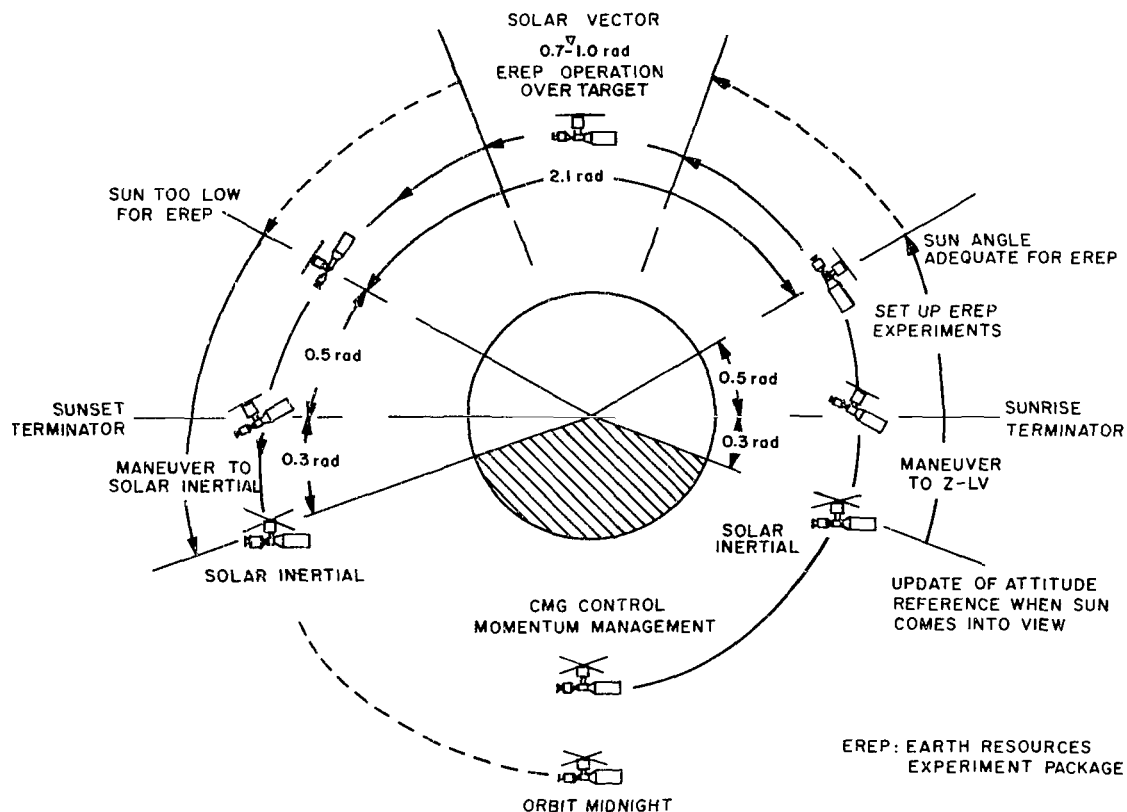 SOLAR VECTOR
0.7-1.0 rad
EREP OPERATION
OVER TARGET
2.1 rad
SUN TOO LOW
FOR EREP
SUN ANGLE
ADEQUATE FOR EREP
SET UP EREP
EXPERIMENTS
0.5 rad
0.5 rad
SUNSET
TERMINATOR
SUNRISE
TERMINATOR
0.3 rad
0.3 rad
MANEUVER TO
SOLAR INERTIAL
MANEUVER
TO Z-LV
SOLAR INERTIAL
SOLAR
INERTIAL
UPDATE OF ATTITUDE
REFERENCE WHEN SUN
COMES INTO VIEW
CMG CONTROL
MOMENTUM MANAGEMENT
EREP: EARTH RESOURCES
EXPERIMENT PACKAGE
ORBIT MIDNIGHT